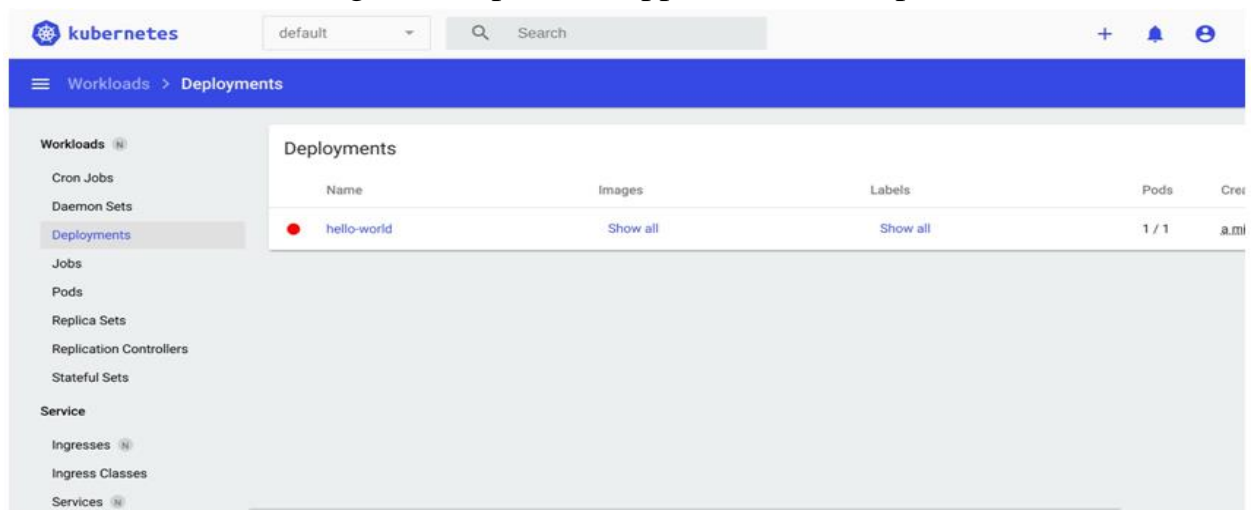 kubernetes default Search
Workloads > Deployments
Workloads N
Cron Jobs
Daemon Sets
Deployments
Jobs
Pods
Replica Sets
Replication Controllers
Stateful Sets
Service
Ingresses N
Ingress Classes
Services N
Deployments
Name Images Labels Pods
hello-world Show all Show all 1 / 1